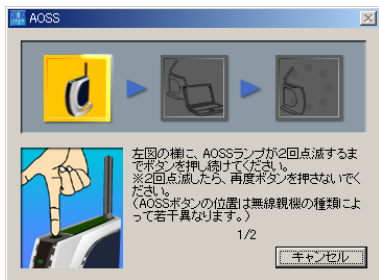 AOSS
左図の様に、AOSSランプが2回点滅するま
でボタンを押し続けてください。
※2回点滅したら、再度ボタンを押さないでく
ださい。
(AOSSボタンの位置は無線親機の種類によ
って若干異なります。)
1/2
キャンセル